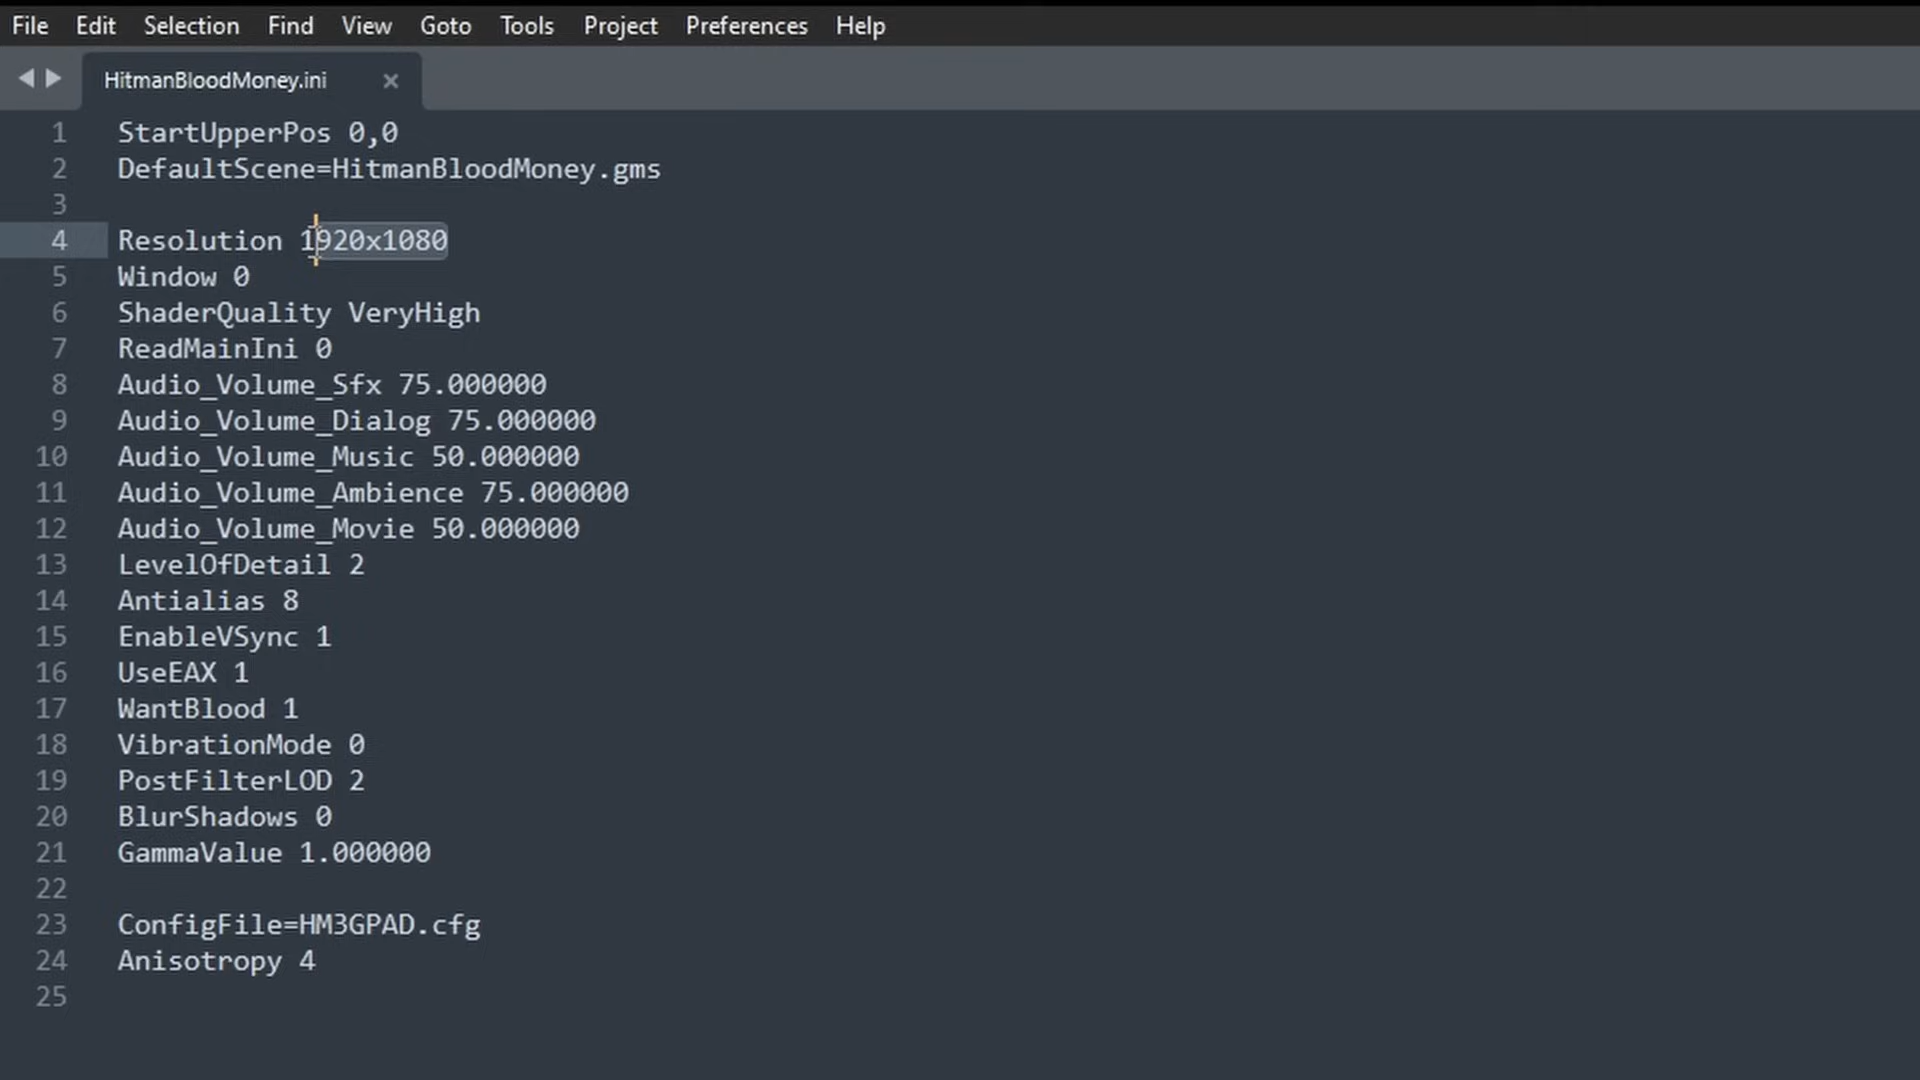 File Edit Selection Find View Goto Tools Project Preferences Help
HitmanBloodMoney.ini ×
1 StartUpperPos 0,0
2 DefaultScene=HitmanBloodMoney.gms
3
4 Resolution 1920x1080
5 Window 0
6 ShaderQuality VeryHigh
7 ReadMainIni 0
8 Audio_Volume_Sfx 75.000000
9 Audio_Volume_Dialog 75.000000
10 Audio_Volume_Music 50.000000
11 Audio_Volume_Ambience 75.000000
12 Audio_Volume_Movie 50.000000
13 LevelOfDetail 2
14 Antialias 8
15 EnableVSync 1
16 UseEAX 1
17 WantBlood 1
18 VibrationMode 0
19 PostFilterLOD 2
20 BlurShadows 0
21 GammaValue 1.000000
22
23 ConfigFile=HM3GPAD.cfg
24 Anisotropy 4
25